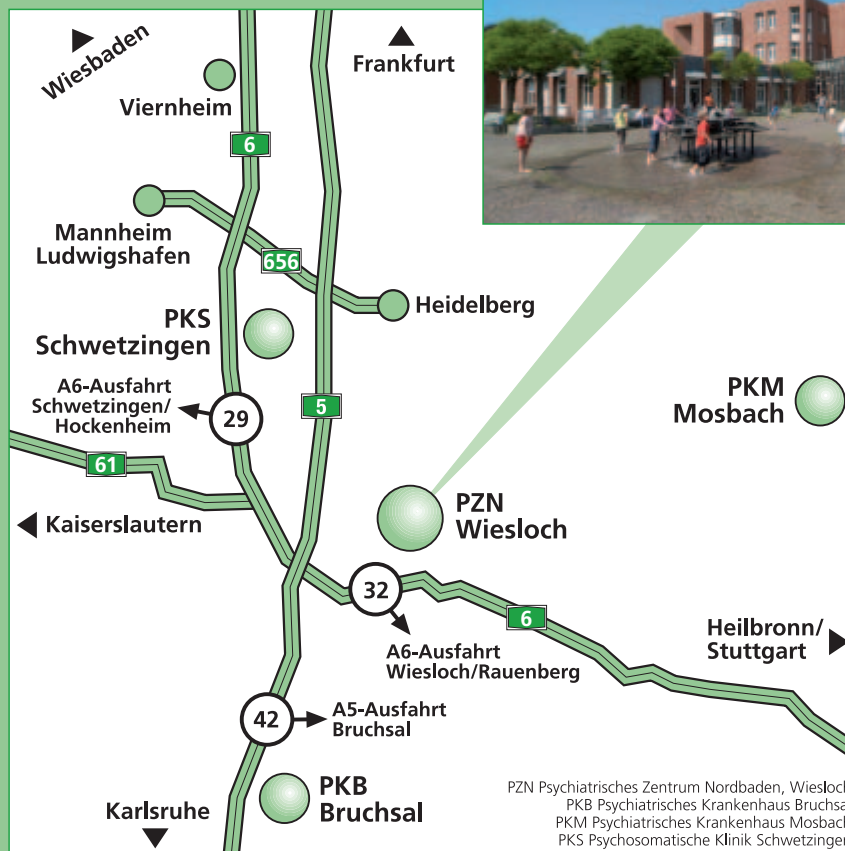 Wiesbaden
Frankfurt
Viernheim
6
Mannheim
Ludwigshafen
656
Heidelberg
PKS
Schwetzingen
A6-Ausfahrt
Schwetzingen/
Hockenheim
29
5
PKM
Mosbach
61
Kaiserslautern
PZN
Wiesloch
32
6
A6-Ausfahrt
Wiesloch/Rauenberg
Heilbronn/
Stuttgart
42
A5-Ausfahrt
Bruchsal
PKB
Bruchsal
Karlsruhe
PZN Psychiatrisches Zentrum Nordbaden, Wiesloch
PKB Psychiatrisches Krankenhaus Bruchsal
PKM Psychiatrisches Krankenhaus Mosbach
PKS Psychosomatische Klinik Schwetzingen